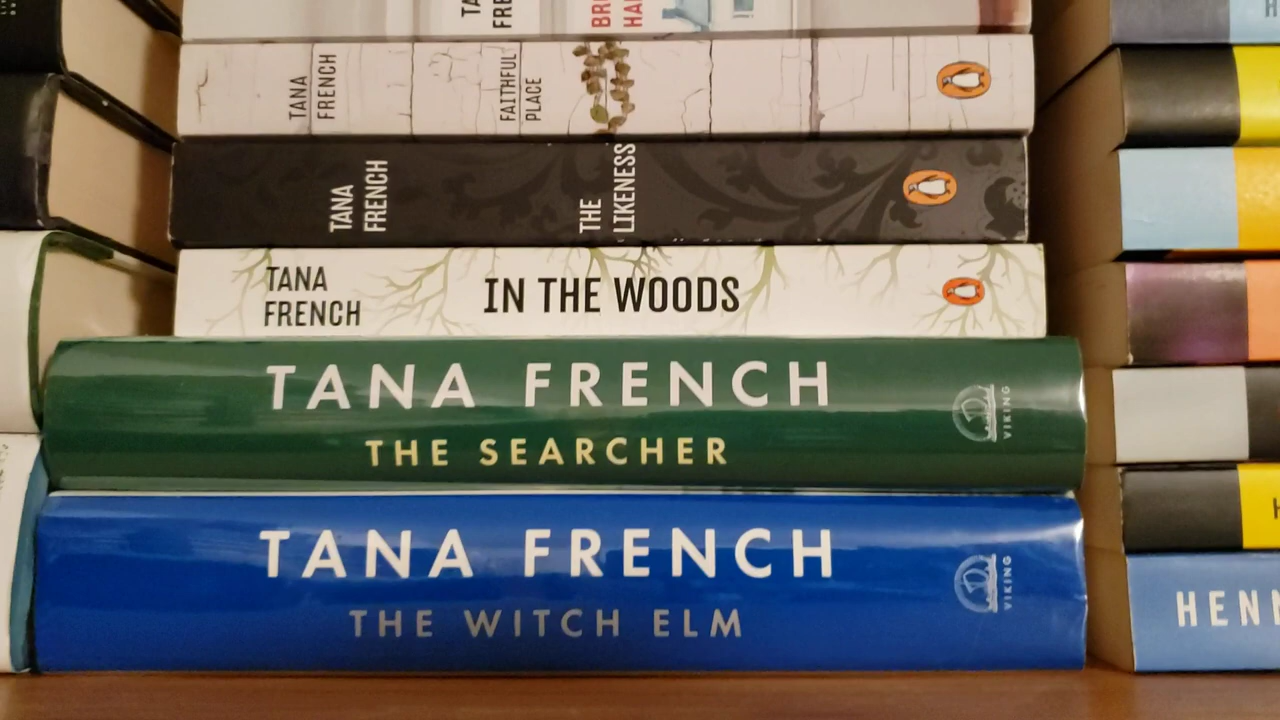 TANA
FRENCH
FAITHFUL
PLACE
TANA
FRENCH
THE
LIKENESS
TANA
FRENCH
IN THE WOODS
TANA FRENCH
THE SEARCHER
VIKING
TANA FRENCH
THE WITCH ELM
VIKING